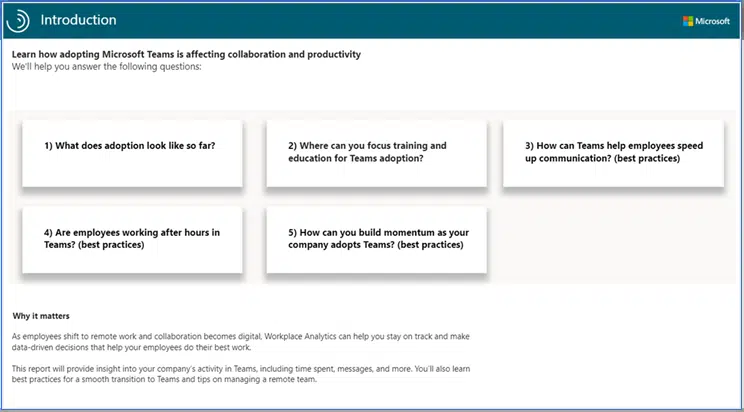 Introduction
Microsoft
Learn how adopting Microsoft Teams is affecting collaboration and productivity
We'll help you answer the following questions:
1) What does adoption look like so far?
2) Where can you focus training and
education for Teams adoption?
3) How can Teams help employees speed
up communication? (best practices)
4) Are employees working after hours in
Teams? (best practices)
5) How can you build momentum as your
company adopts Teams? (best practices)
Why it matters
As employees shift to remote work and collaboration becomes digital, Workplace Analytics can help you stay on track and make
data-driven decisions that help your employees do their best work.
This report will provide insight into your company's activity in Teams, including time spent, messages, and more. You'll also learn
best practices for a smooth transition to Teams and tips on managing a remote team.